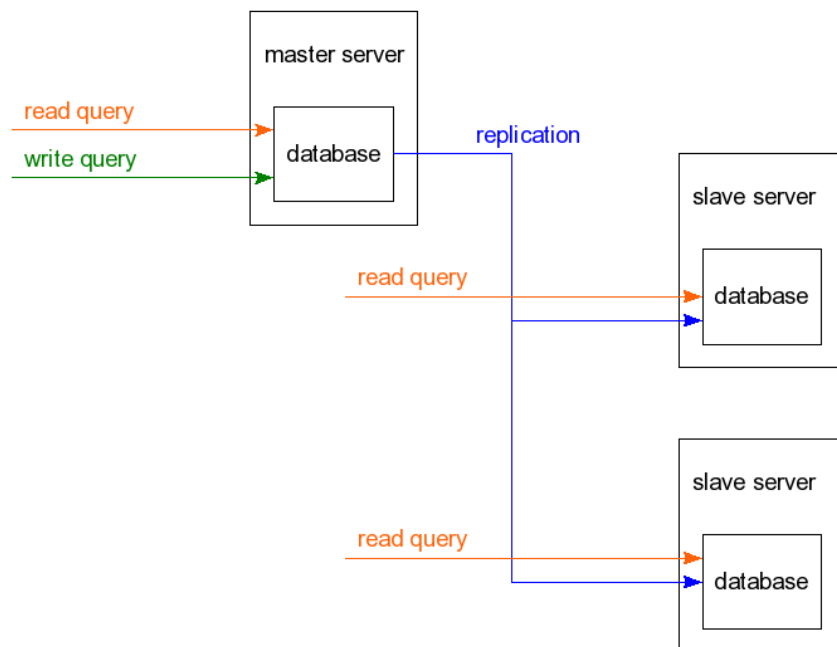 master server
read query
database
write query
replication
slave server
read query
database
slave server
read query
database